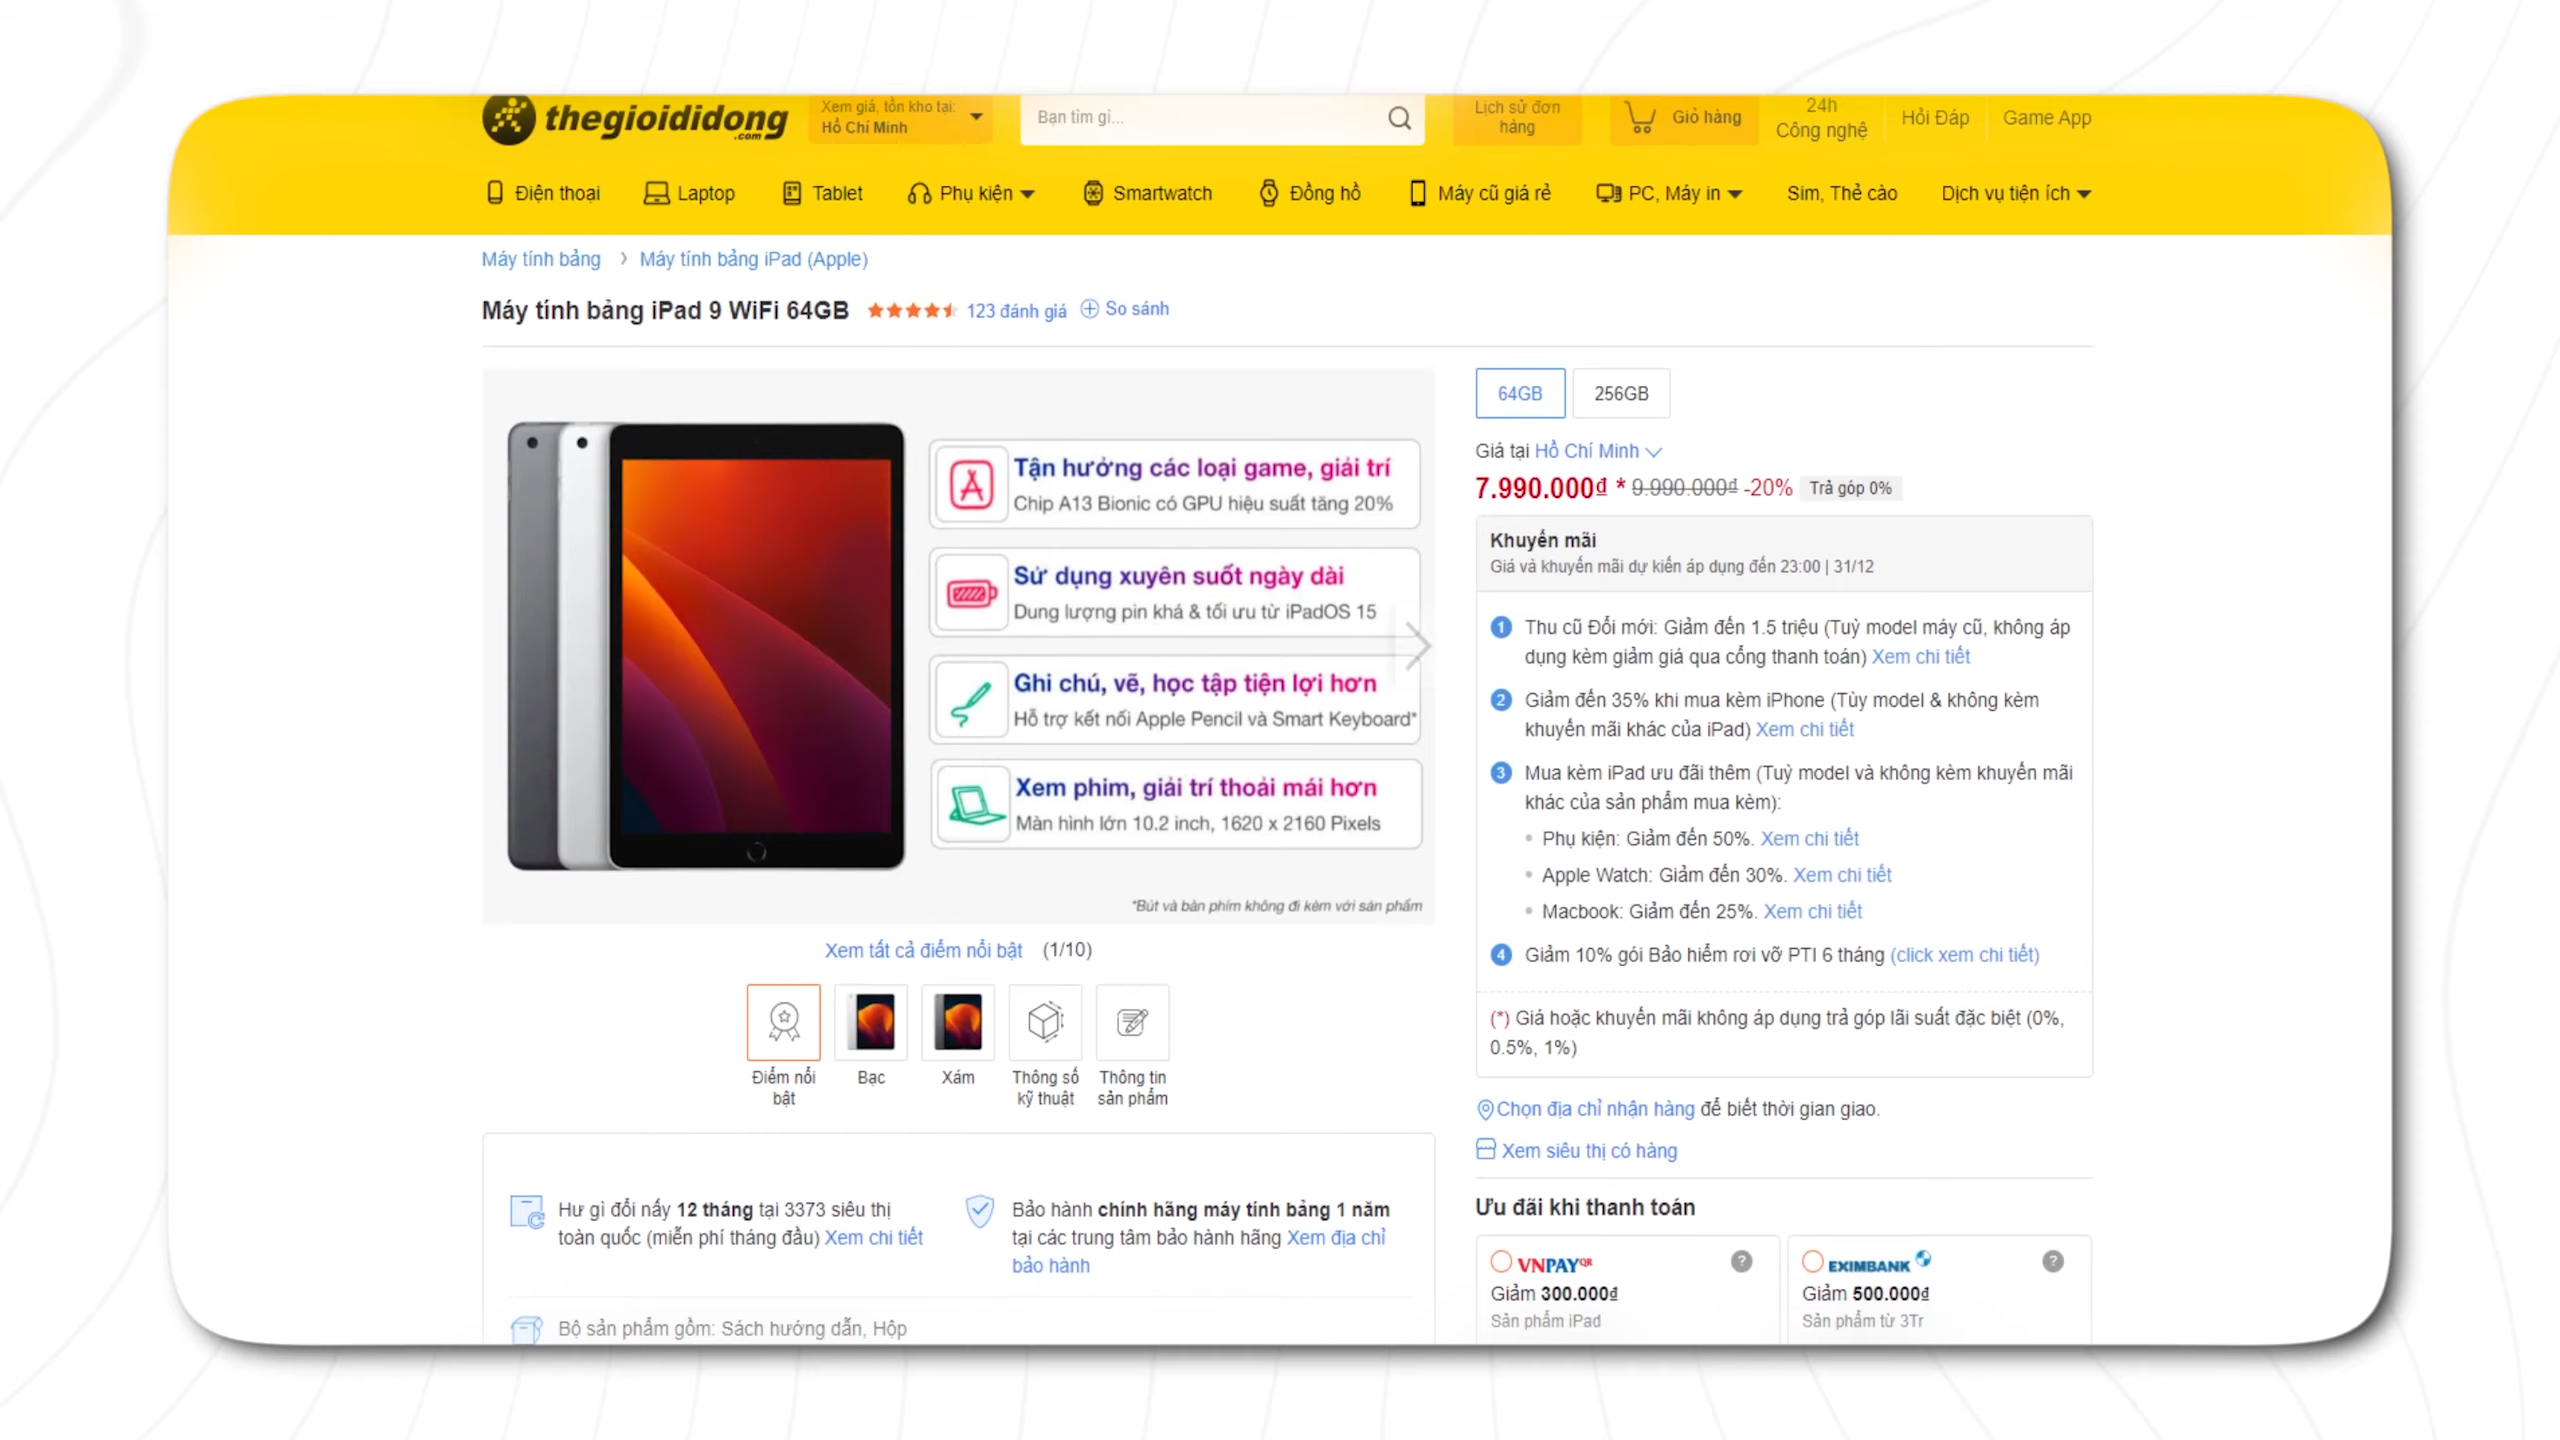 thegioididong
.com
Xem giá, tồn kho tại:
Hồ Chí Minh
Bạn tìm gì...
Lịch sử đơn
hàng
Giỏ hàng
24h
Công nghệ
Hỏi Đáp
Game App
Điện thoại
Laptop
Tablet
Phụ kiện
Smartwatch
Đồng hồ
Máy cũ giá rẻ
PC, Máy in
Sim, Thẻ cào
Dịch vụ tiện ích
Máy tính bảng › Máy tính bảng iPad (Apple)
Máy tính bảng iPad 9 WiFi 64GB
123 đánh giá
So sánh
Tận hưởng các loại game, giải trí
Chip A13 Bionic có GPU hiệu suất tăng 20%
Sử dụng xuyên suốt ngày dài
Dung lượng pin khá & tối ưu từ iPadOS 15
Ghi chú, vẽ, học tập tiện lợi hơn
Hỗ trợ kết nối Apple Pencil và Smart Keyboard*
Xem phim, giải trí thoải mái hơn
Màn hình lớn 10.2 inch, 1620 x 2160 Pixels
*Bút và bàn phím không đi kèm với sản phẩm
Xem tất cả điểm nổi bật (1/10)
Điểm nổi
bật
Bạc
Xám
Thông số
kỹ thuật
Thông tin
sản phẩm
Hư gì đổi nấy 12 tháng tại 3373 siêu thị
toàn quốc (miễn phí tháng đầu) Xem chi tiết
Bảo hành chính hãng máy tính bảng 1 năm
tại các trung tâm bảo hành hãng Xem địa chỉ
bảo hành
Bộ sản phẩm gồm: Sách hướng dẫn, Hộp
64GB
256GB
Giá tại Hồ Chí Minh
7.990.000₫ * 9.990.000₫ -20% Trả góp 0%
Khuyến mãi
Giá và khuyến mãi dự kiến áp dụng đến 23:00 | 31/12
1 Thu cũ Đổi mới: Giảm đến 1.5 triệu (Tuỳ model máy cũ, không áp
dụng kèm giảm giá qua cổng thanh toán) Xem chi tiết
2 Giảm đến 35% khi mua kèm iPhone (Tùy model & không kèm
khuyến mãi khác của iPad) Xem chi tiết
3 Mua kèm iPad ưu đãi thêm (Tuỳ model và không kèm khuyến mãi
khác của sản phẩm mua kèm):
• Phụ kiện: Giảm đến 50%. Xem chi tiết
• Apple Watch: Giảm đến 30%. Xem chi tiết
• Macbook: Giảm đến 25%. Xem chi tiết
4 Giảm 10% gói Bảo hiểm rơi vỡ PTI 6 tháng (click xem chi tiết)
(*) Giá hoặc khuyến mãi không áp dụng trả góp lãi suất đặc biệt (0%,
0.5%, 1%)
Chọn địa chỉ nhận hàng để biết thời gian giao.
Xem siêu thị có hàng
Ưu đãi khi thanh toán
VNPAYQR
?
Giảm 300.000₫
Sản phẩm iPad
EXIMBANK
?
Giảm 500.000₫
Sản phẩm từ 3Tr